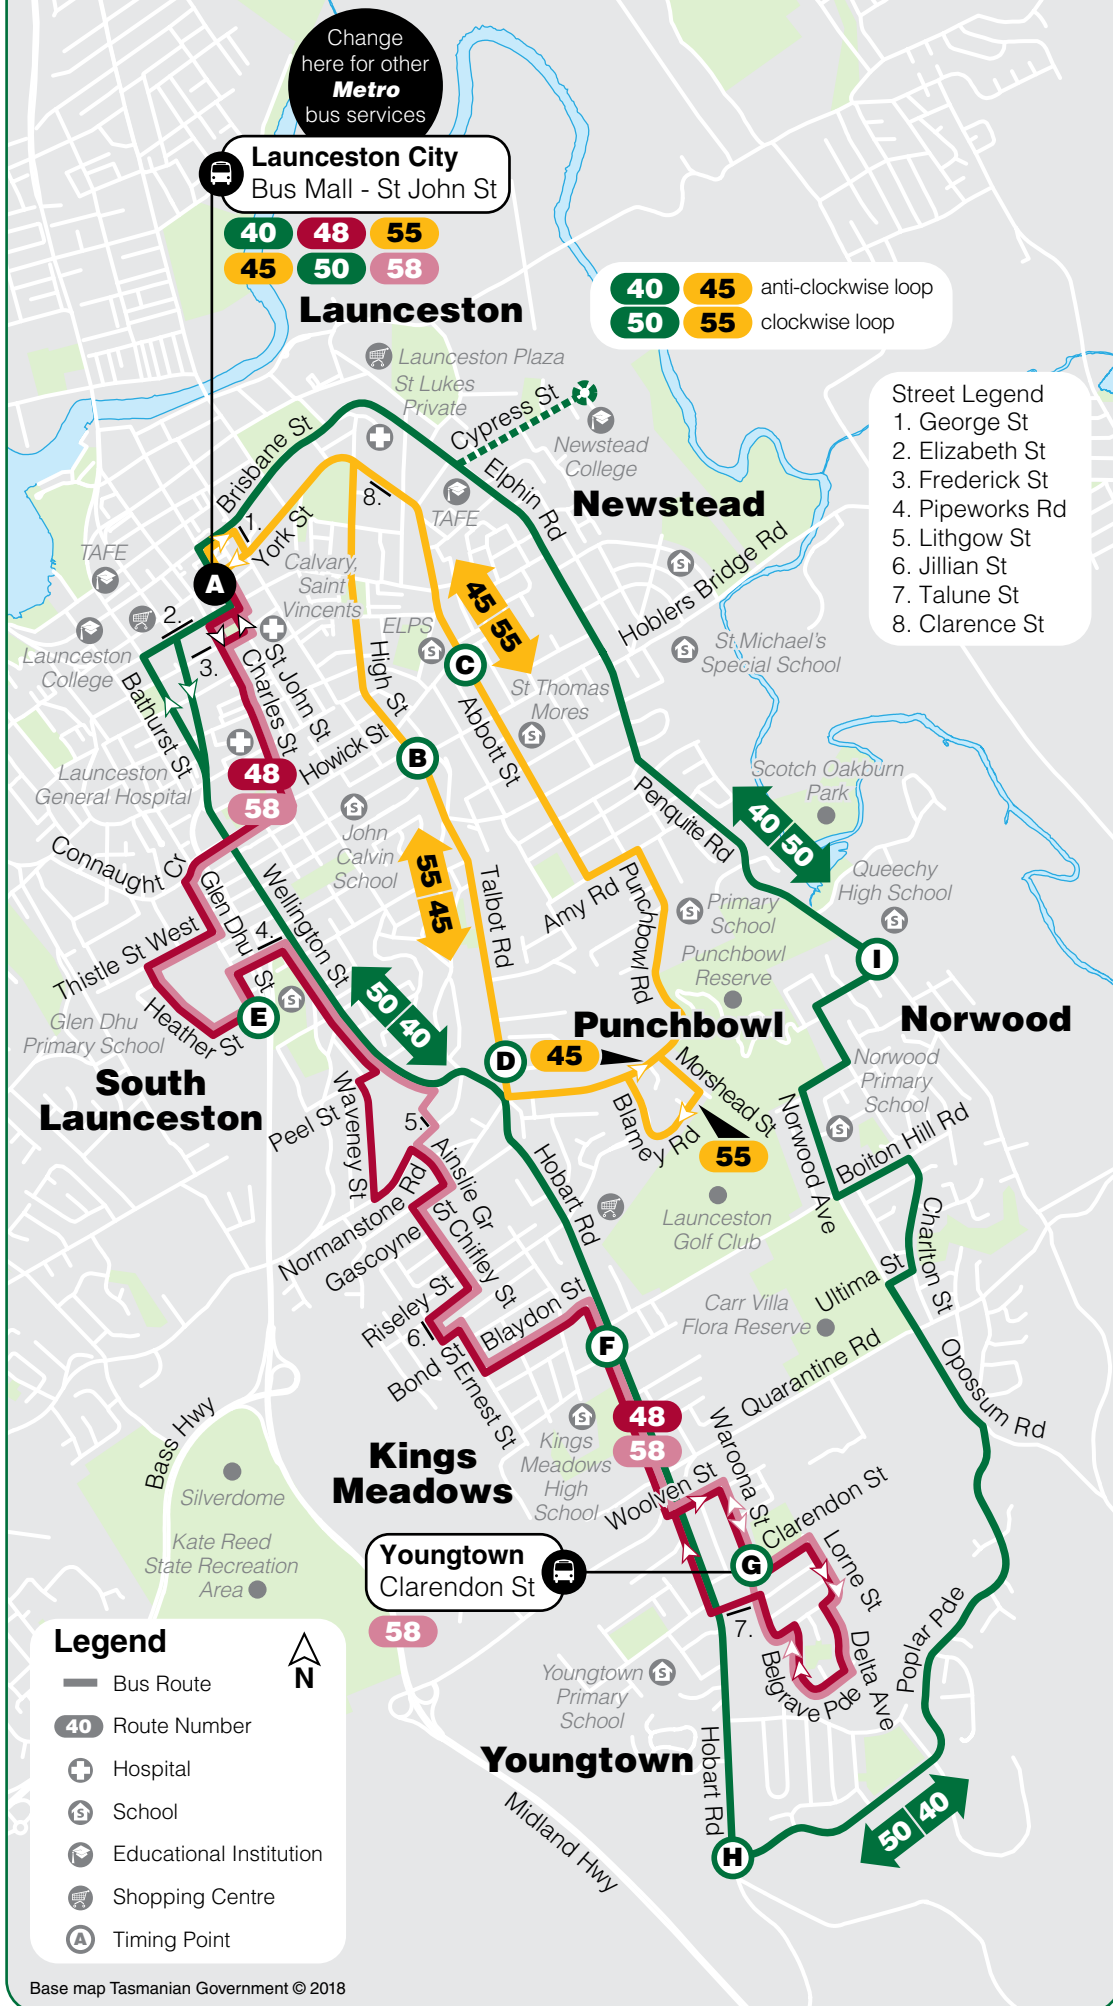 Change
here for other
Metro
bus services
Launceston City
Bus Mall - St John St
40 48 55
45 50 58
Launceston
40 45 anti-clockwise loop
50 55 clockwise loop
Street Legend
1. George St
2. Elizabeth St
3. Frederick St
4. Pipeworks Rd
5. Lithgow St
6. Jillian St
7. Talune St
8. Clarence St
Launceston Plaza
St Lukes
Private
Cypress St
Newstead
College
Brisbane St
Elphin Rd
Newstead
8.
TAFE
1.
York St
TAFE
Calvary,
Saint
Vincents
Hoblers Bridge Rd
A
2.
ELPS
45 55
St Michael's
Special School
Launceston
College
3.
C
St Thomas
Mores
Bathurst St
Charles St
St John St
High St
Abbott St
Howick St
B
48
58
Launceston
General Hospital
Scotch Oakburn
Park
Penquite Rd
40 50
John
Calvin
School
55 45
Connaught Cr
Glen Dhu St
Wellington St
Talbot Rd
Amy Rd
Punchbowl Rd
Primary
School
Queechy
High School
Punchbowl
Reserve
I
4.
Thistle St West
Heather St
E
Glen Dhu
Primary School
50 40
Punchbowl
Norwood
South
Launceston
D
45
Morshead St
Norwood
Primary
School
Waveney St
Peel St
5.
Blamey Rd
55
Norwood Ave
Boiton Hill Rd
Ainslie Gr
Hobart Rd
Normanstone Rd
Gascoyne St
Chifley St
Launceston
Golf Club
Charlton St
Ultima St
Riseley St
6.
Blaydon St
Carr Villa
Flora Reserve
Bond St
Ernest St
F
Quarantine Rd
Opossum Rd
Bass Hwy
48
58
Kings
Meadows
Kings
Meadows
High
School
Waroona St
Silverdome
Woolven St
Clarendon St
Kate Reed
State Recreation
Area
Youngtown
Clarendon St
58
G
Lorne St
7.
Poplar Pde
Delta Ave
Belgrave Pde
Youngtown
Primary
School
Youngtown
Hobart Rd
Midland Hwy
50 40
H
Legend
N
Bus Route
40 Route Number
Hospital
S School
Educational Institution
Shopping Centre
A Timing Point
Base map Tasmanian Government © 2018